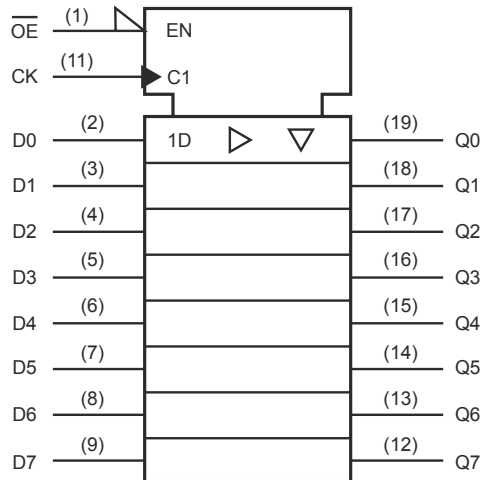 O̅E̅ (1) EN
CK (11) C1
D0 (2) 1D (19) Q0
D1 (3) (18) Q1
D2 (4) (17) Q2
D3 (5) (16) Q3
D4 (6) (15) Q4
D5 (7) (14) Q5
D6 (8) (13) Q6
D7 (9) (12) Q7